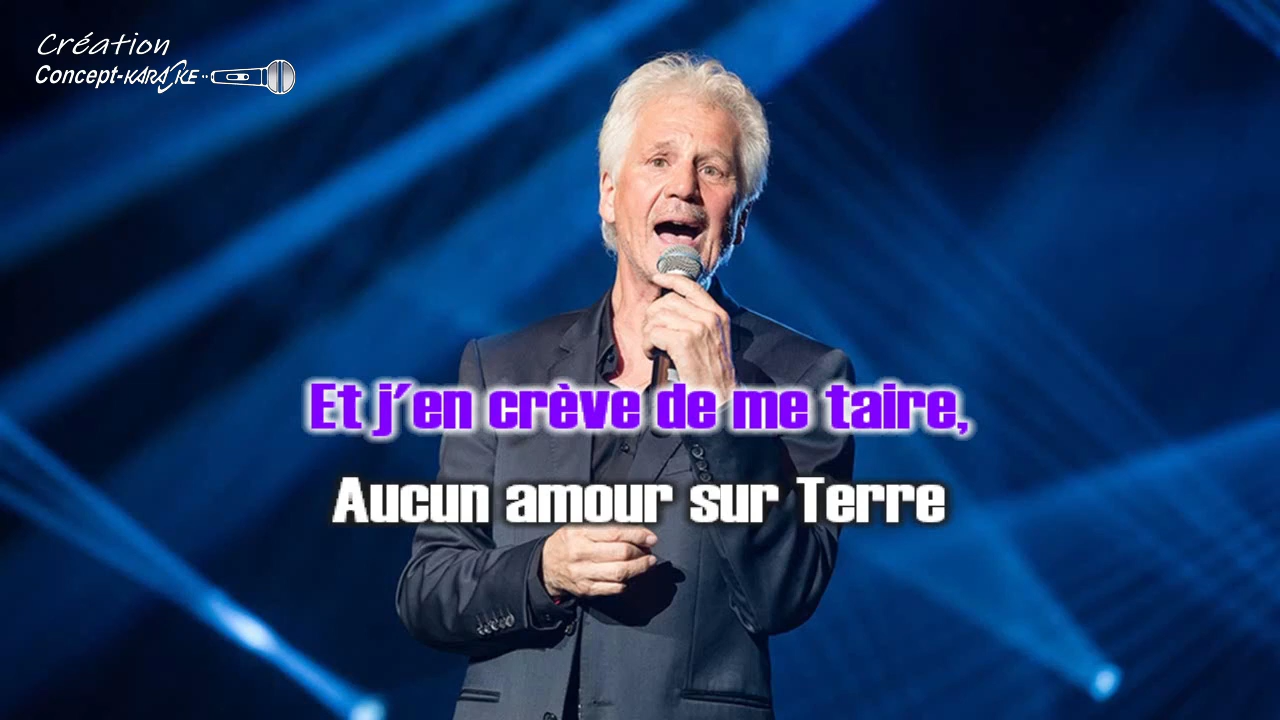 Création
Concept-KARAOKE
Et j'en crève de me taire,
Aucun amour sur Terre